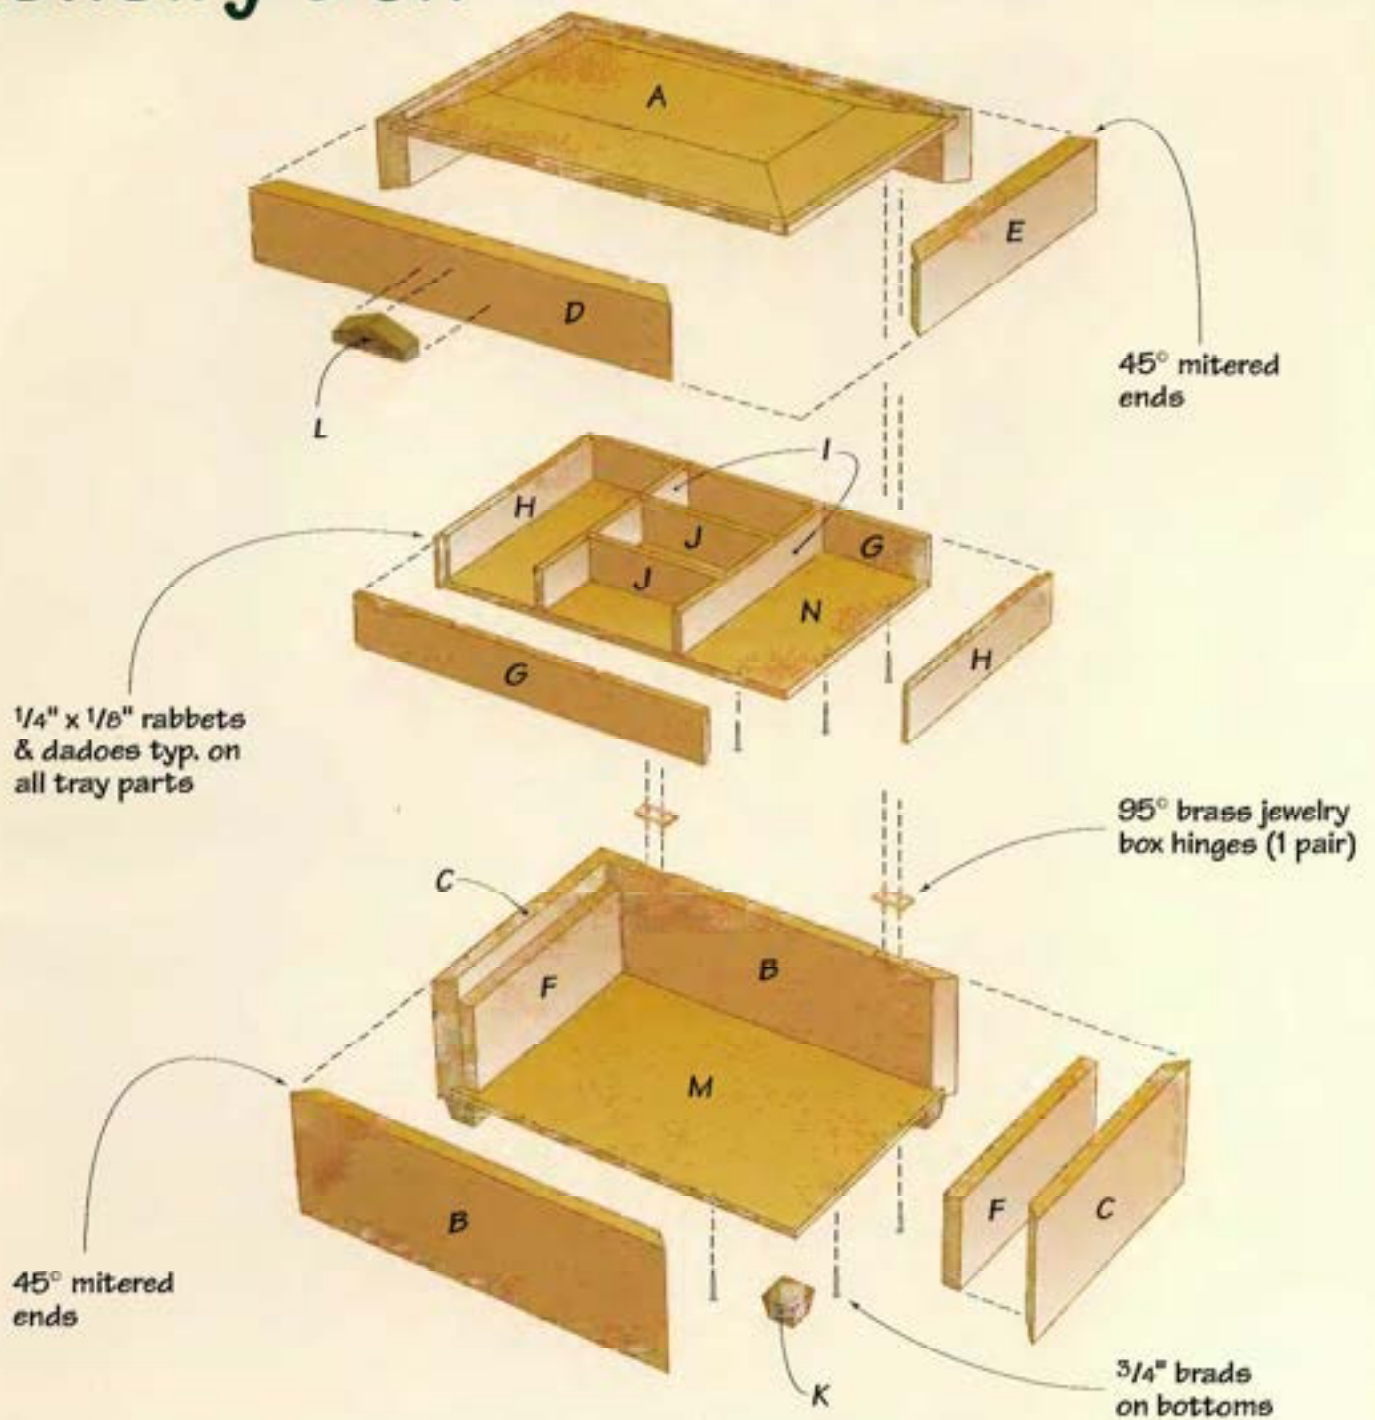 A
E
D
45° mitered
ends
L
I
H
J
G
J
N
H
G
1/4" x 1/8" rabbets
& dadoes typ. on
all tray parts
95° brass jewelry
box hinges (1 pair)
C
B
F
M
F
C
B
45° mitered
ends
K
3/4" brads
on bottoms